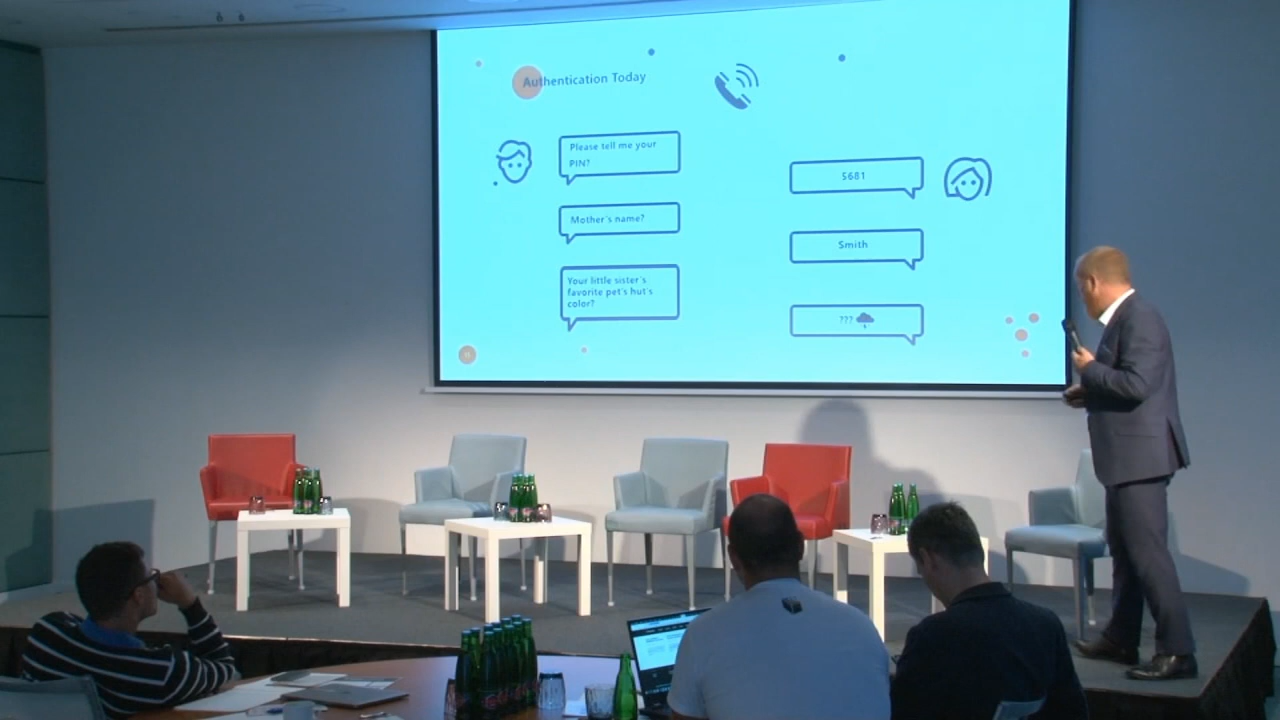 Authentication Today
Please tell me your
PIN?
5681
Mother's name?
Smith
Your little sister's
favorite pet's hut's
color?
???